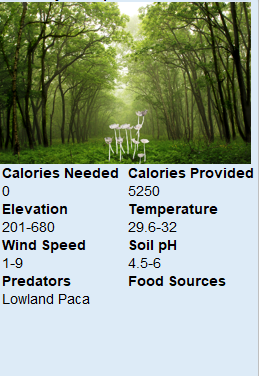 Calories Needed Calories Provided
0 5250
Elevation Temperature
201-680 29.6-32
Wind Speed Soil pH
1-9 4.5-6
Predators Food Sources
Lowland Paca